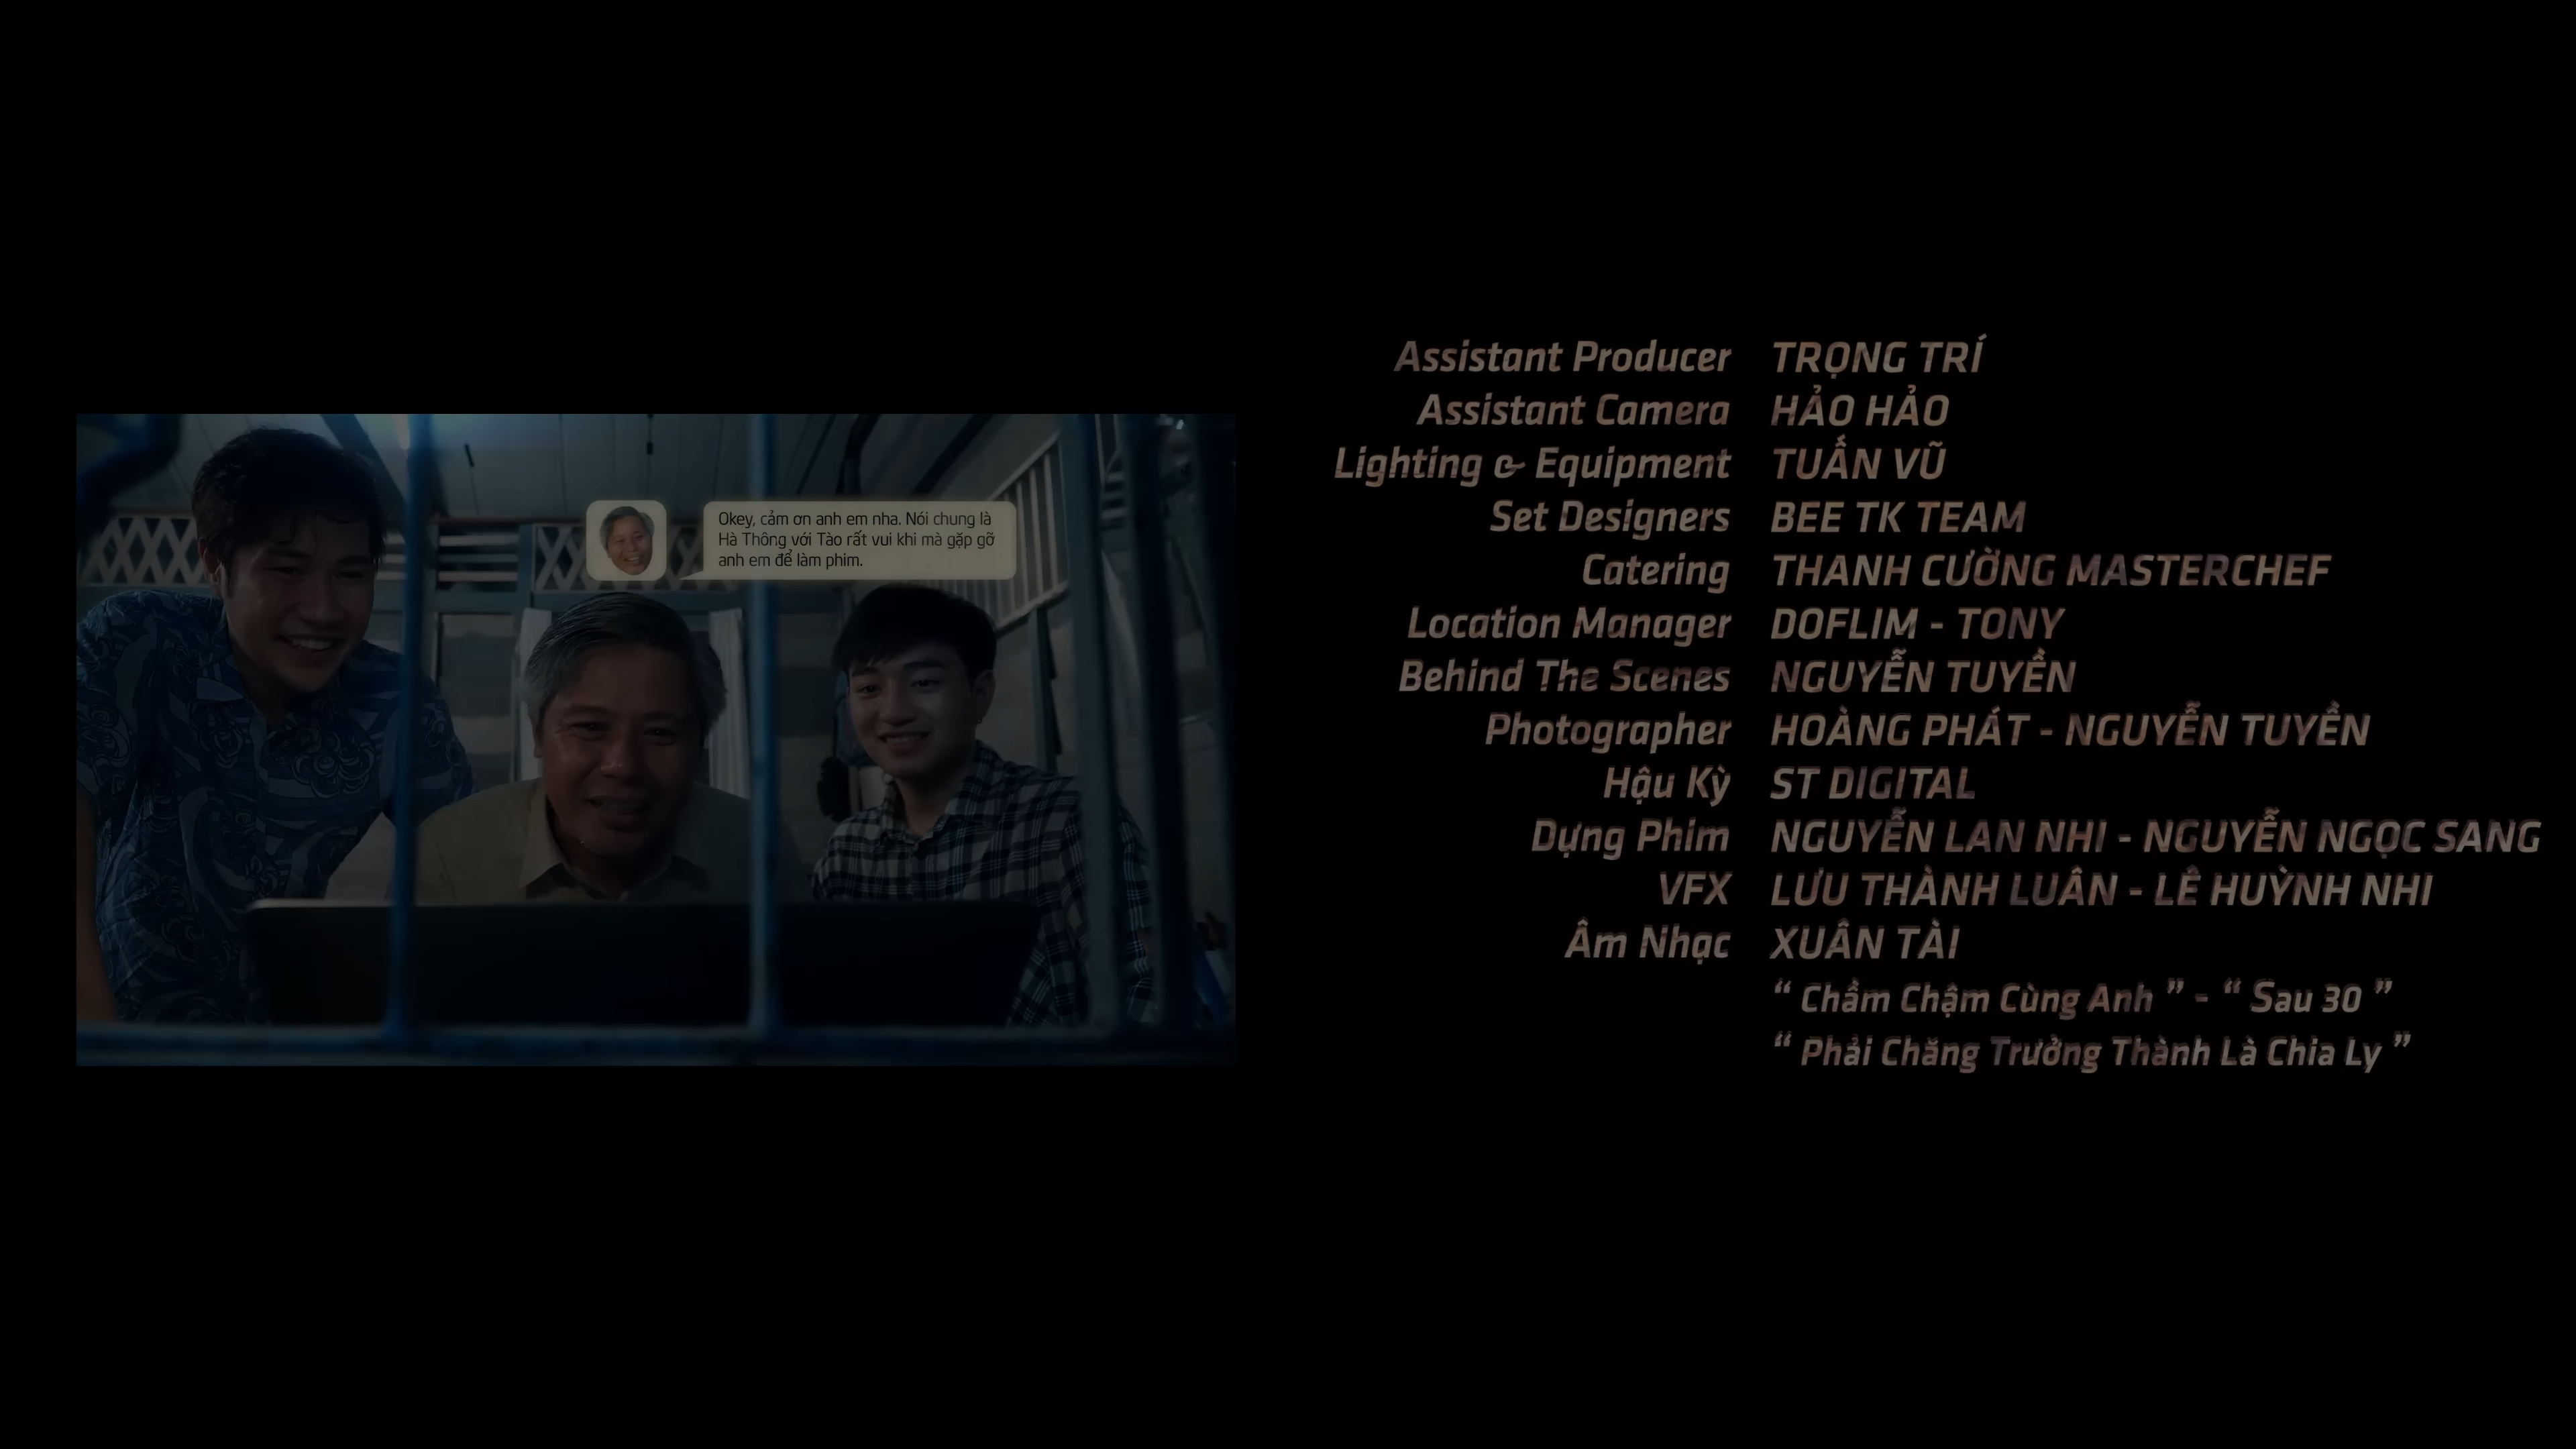 Okey, cảm ơn anh em nha. Nói chung là
Hà Thông với Tào rất vui khi mà gặp gỡ
anh em để làm phim.
Assistant Producer TRỌNG TRÍ
Assistant Camera HẢO HẢO
Lighting & Equipment TUẤN VŨ
Set Designers BEE TK TEAM
Catering THANH CƯỜNG MASTERCHEF
Location Manager DOFLIM - TONY
Behind The Scenes NGUYỄN TUYỀN
Photographer HOÀNG PHÁT - NGUYỄN TUYỀN
Hậu Kỳ ST DIGITAL
Dựng Phim NGUYỄN LAN NHI - NGUYỄN NGỌC SANG
VFX LƯU THÀNH LUÂN - LÊ HUỲNH NHI
Âm Nhạc XUÂN TÀI
“ Chầm Chậm Cùng Anh ” - “ Sau 30 ”
“ Phải Chăng Trưởng Thành Là Chia Ly ”